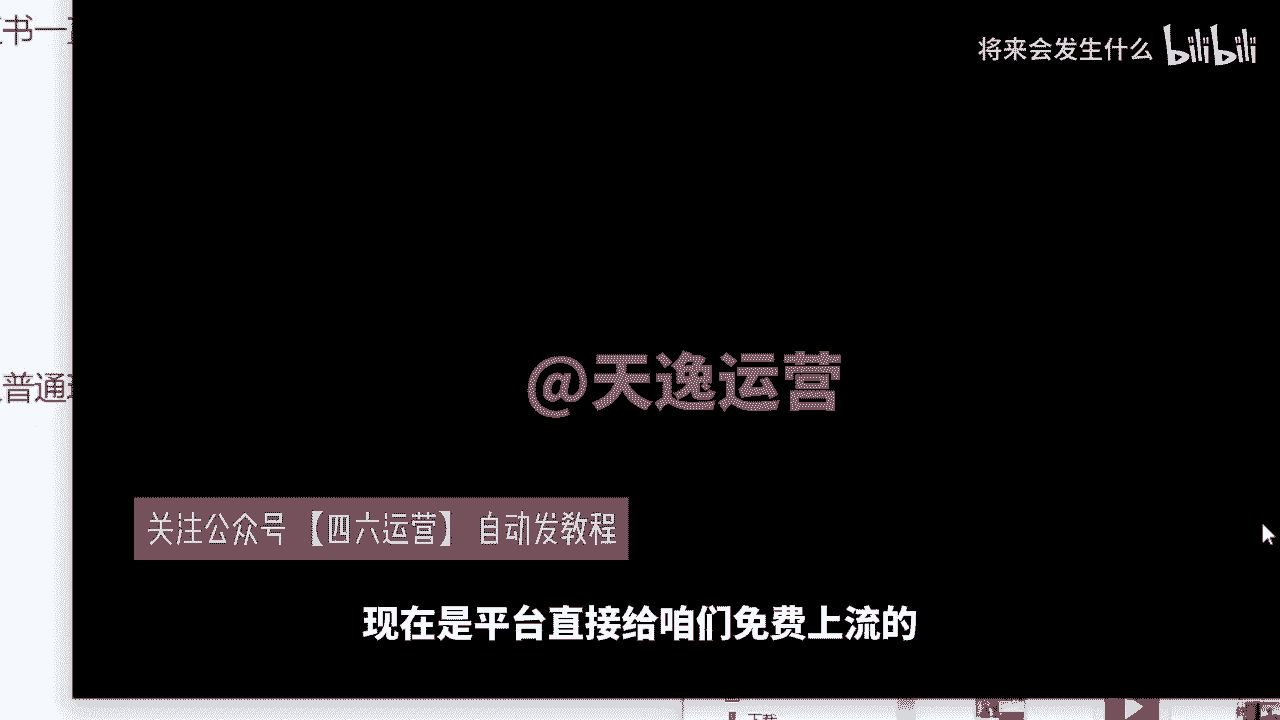 书一
将来会发生什么 bilibili
@天逸运营
普通
关注公众号 【四六运营】 自动发教程
现在是平台直接给咱们免费上流的
下载